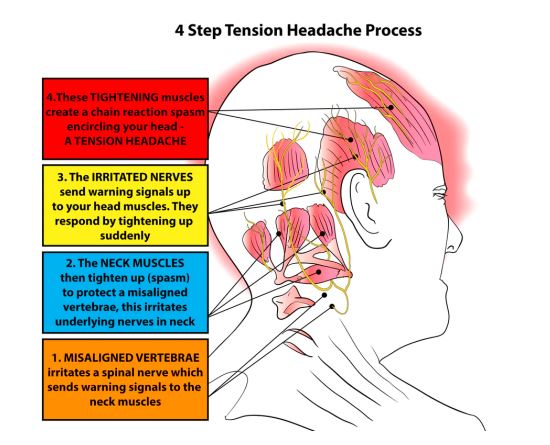 4 Step Tension Headache Process
4.These TIGHTENING muscles
create a chain reaction spasm
encircling your head -
A TENSION HEADACHE
3. The IRRITATED NERVES
send warning signals up
to your head muscles. They
respond by tightening up
suddenly
2. The NECK MUSCLES
then tighten up (spasm)
to protect a misaligned
vertebrae, this irritates
underlying nerves in neck
1. MISALIGNED VERTEBRAE
irritates a spinal nerve which
sends warning signals to the
neck muscles